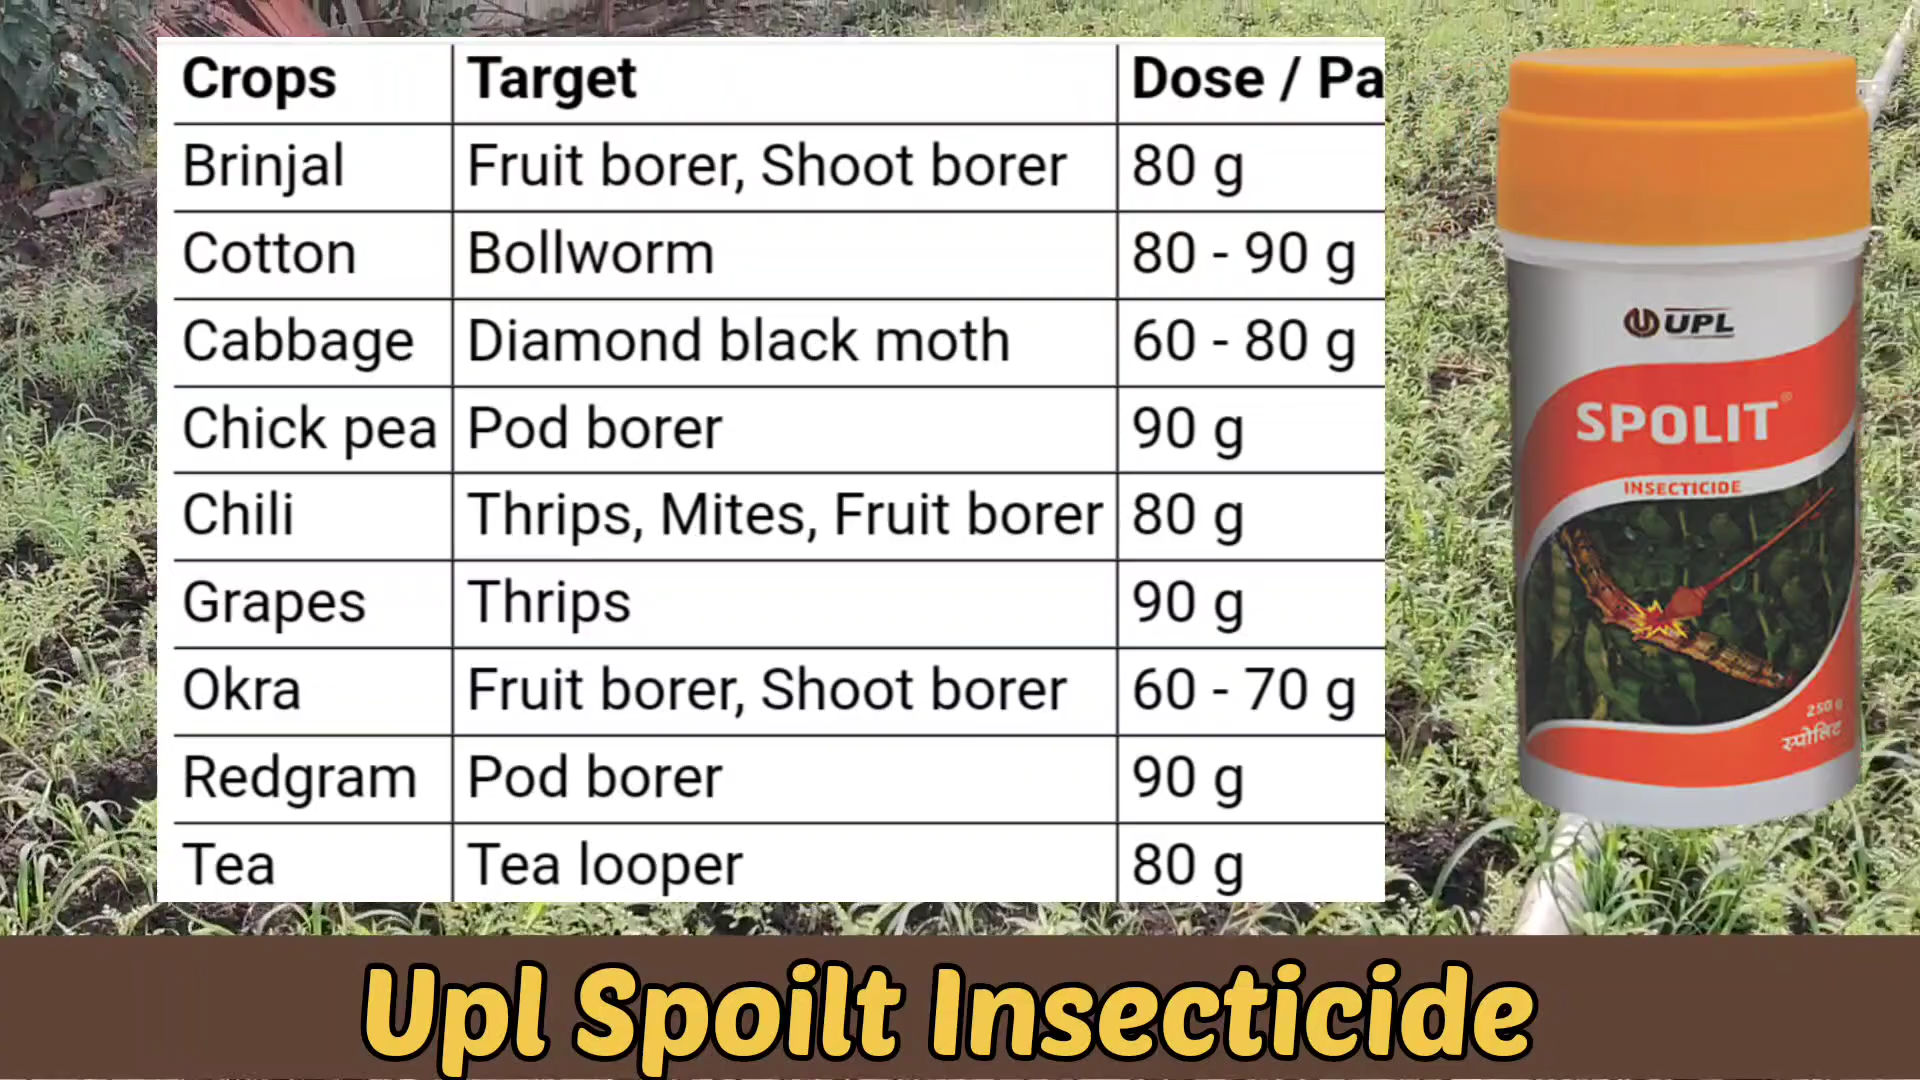 Crops Target Dose / Pa
Brinjal Fruit borer, Shoot borer 80 g
Cotton Bollworm 80 - 90 g
Cabbage Diamond black moth 60 - 80 g
Chick pea Pod borer 90 g
Chili Thrips, Mites, Fruit borer 80 g
Grapes Thrips 90 g
Okra Fruit borer, Shoot borer 60 - 70 g
Redgram Pod borer 90 g
Tea Tea looper 80 g
UPL
SPOLIT®
INSECTICIDE
250 g
स्पोलिट
Upl Spoilt Insecticide